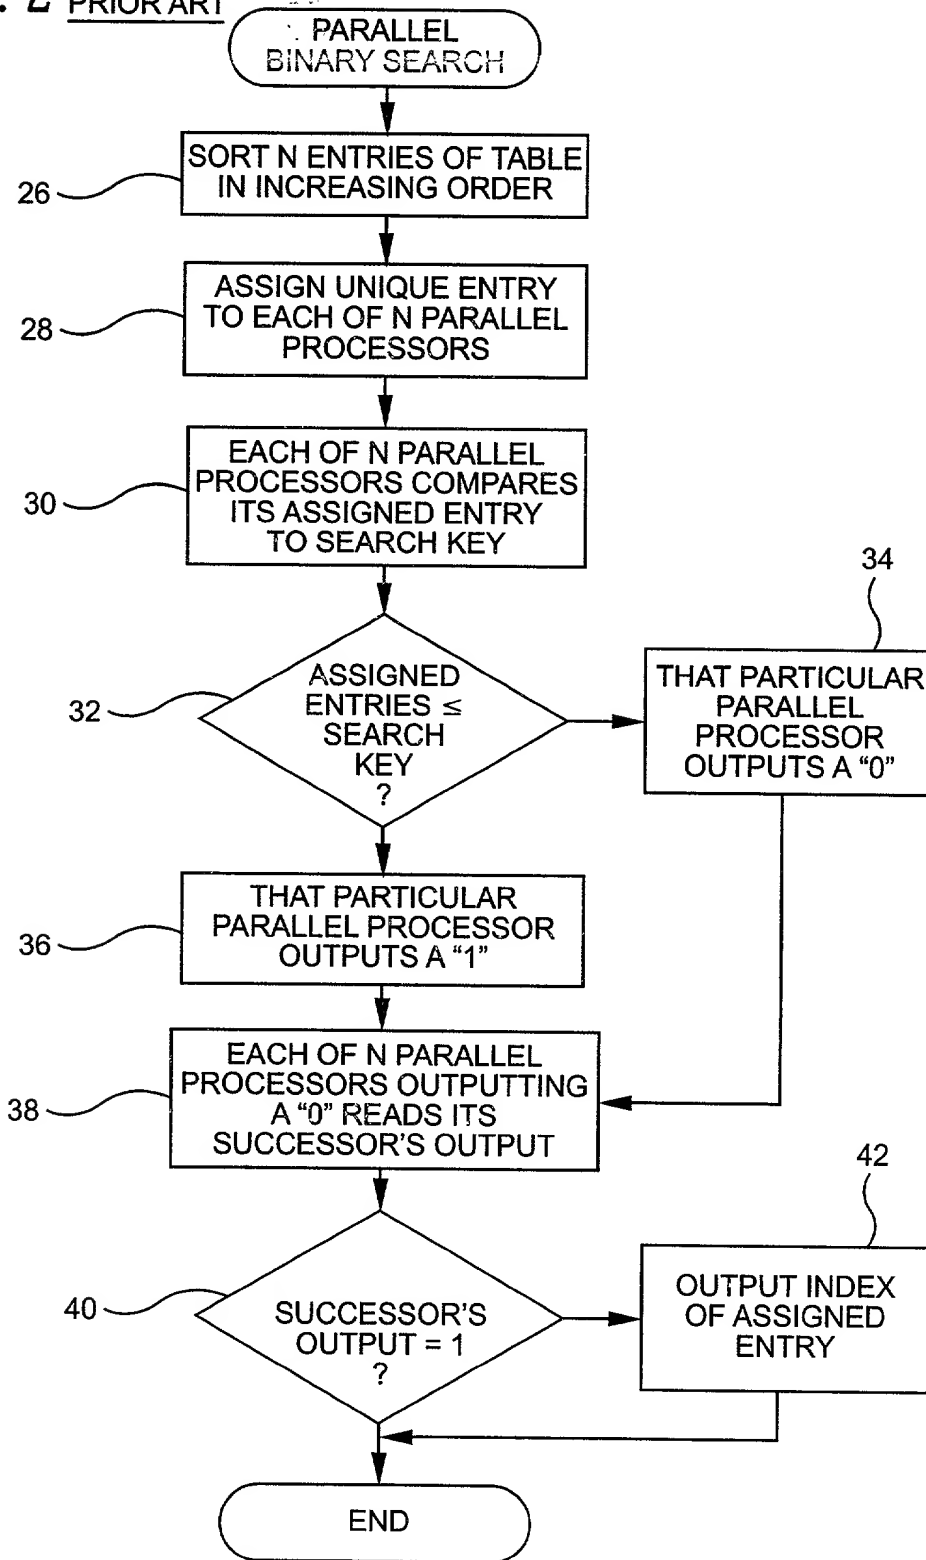 . 2 PRIOR ART
PARALLEL
BINARY SEARCH
SORT N ENTRIES OF TABLE
IN INCREASING ORDER
26
ASSIGN UNIQUE ENTRY
TO EACH OF N PARALLEL
PROCESSORS
28
EACH OF N PARALLEL
PROCESSORS COMPARES
ITS ASSIGNED ENTRY
TO SEARCH KEY
30
34
ASSIGNED
ENTRIES ≤
SEARCH
KEY
?
32
THAT PARTICULAR
PARALLEL
PROCESSOR
OUTPUTS A “0”
THAT PARTICULAR
PARALLEL PROCESSOR
OUTPUTS A “1”
36
EACH OF N PARALLEL
PROCESSORS OUTPUTTING
A “0” READS ITS
SUCCESSOR’S OUTPUT
38
42
40
SUCCESSOR’S
OUTPUT = 1
?
OUTPUT INDEX
OF ASSIGNED
ENTRY
END